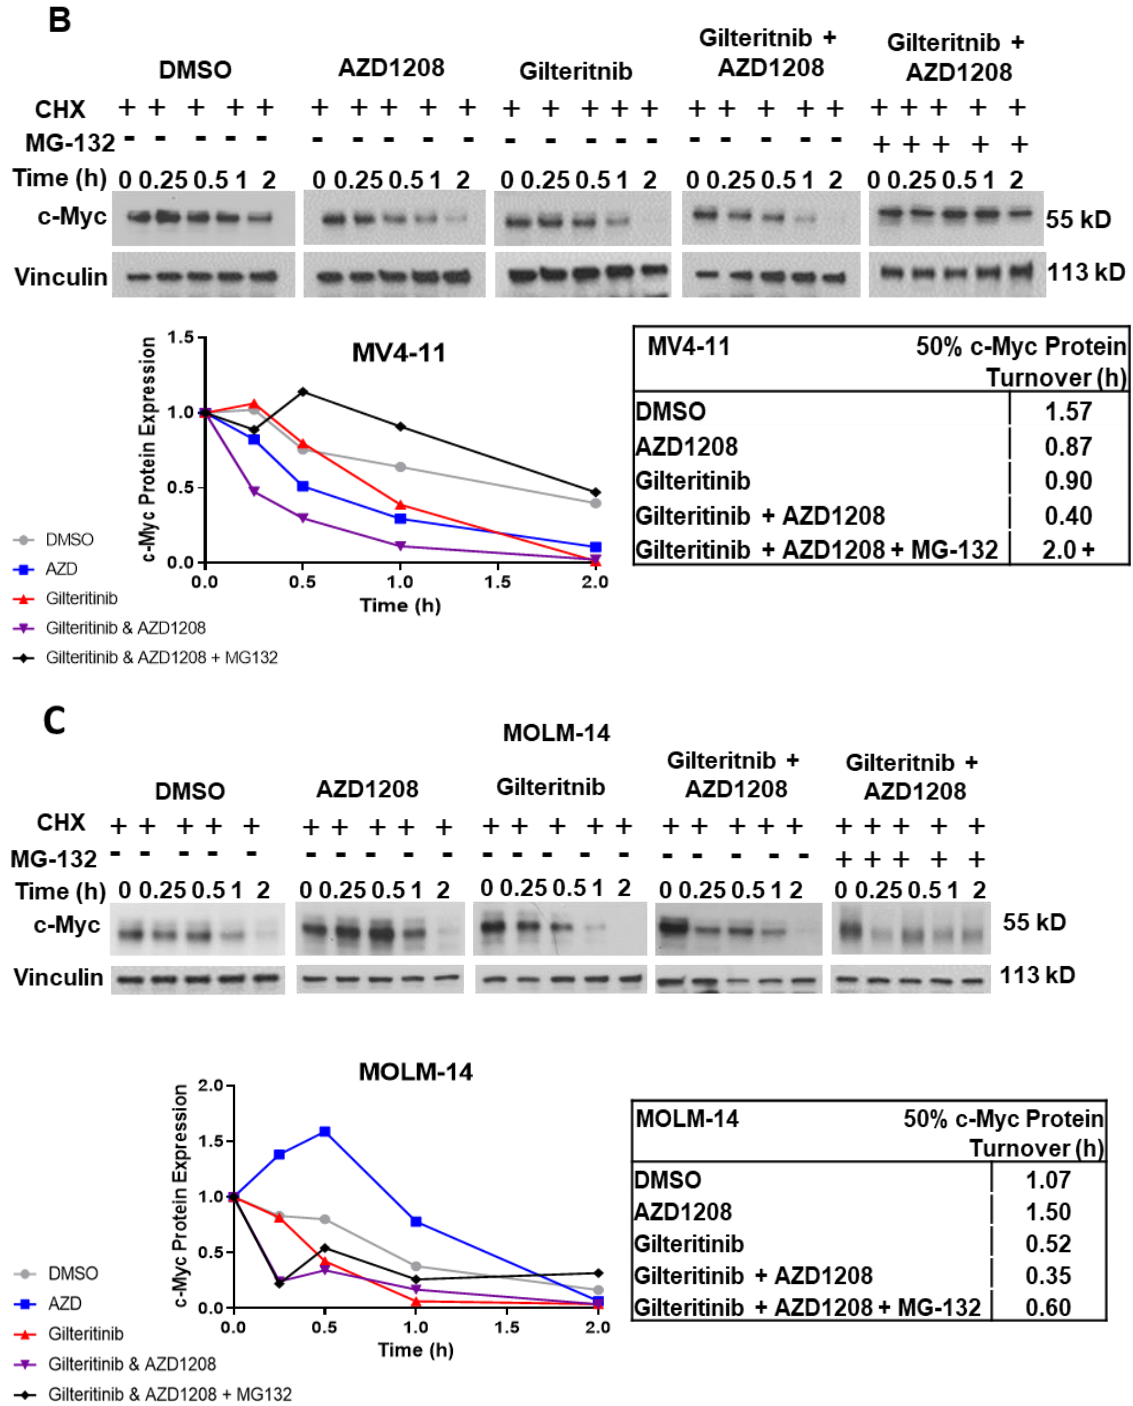 B
DMSO AZD1208 Gilteritnib Gilteritnib + AZD1208 Gilteritnib + AZD1208
CHX + + + + + + + + + + + + + + + + + + + + + + + + +
MG-132 - - - - - - - - - - - - - - - - - - - - + + + + +
Time (h) 0 0.25 0.5 1 2 0 0.25 0.5 1 2 0 0.25 0.5 1 2 0 0.25 0.5 1 2 0 0.25 0.5 1 2
c-Myc 55 kD
Vinculin 113 kD
MV4-11
c-Myc Protein Expression
1.5
1.0
0.5
0.0
0.0 0.5 1.0 1.5 2.0
Time (h)
DMSO
AZD
Gilteritinib
Gilteritinib & AZD1208
Gilteritinib & AZD1208 + MG132
MV4-11 50% c-Myc Protein
Turnover (h)
DMSO 1.57
AZD1208 0.87
Gilteritinib 0.90
Gilteritinib + AZD1208 0.40
Gilteritinib + AZD1208 + MG-132 2.0 +
C
MOLM-14
DMSO AZD1208 Gilteritnib Gilteritnib + AZD1208 Gilteritnib + AZD1208
CHX + + + + + + + + + + + + + + + + + + + + + + + + +
MG-132 - - - - - - - - - - - - - - - - - - - - + + + + +
Time (h) 0 0.25 0.5 1 2 0 0.25 0.5 1 2 0 0.25 0.5 1 2 0 0.25 0.5 1 2 0 0.25 0.5 1 2
c-Myc 55 kD
Vinculin 113 kD
MOLM-14
c-Myc Protein Expression
2.0
1.5
1.0
0.5
0.0
0.0 0.5 1.0 1.5 2.0
Time (h)
DMSO
AZD
Gilteritinib
Gilteritinib & AZD1208
Gilteritinib & AZD1208 + MG132
MOLM-14 50% c-Myc Protein
Turnover (h)
DMSO 1.07
AZD1208 1.50
Gilteritinib 0.52
Gilteritinib + AZD1208 0.35
Gilteritinib + AZD1208 + MG-132 0.60